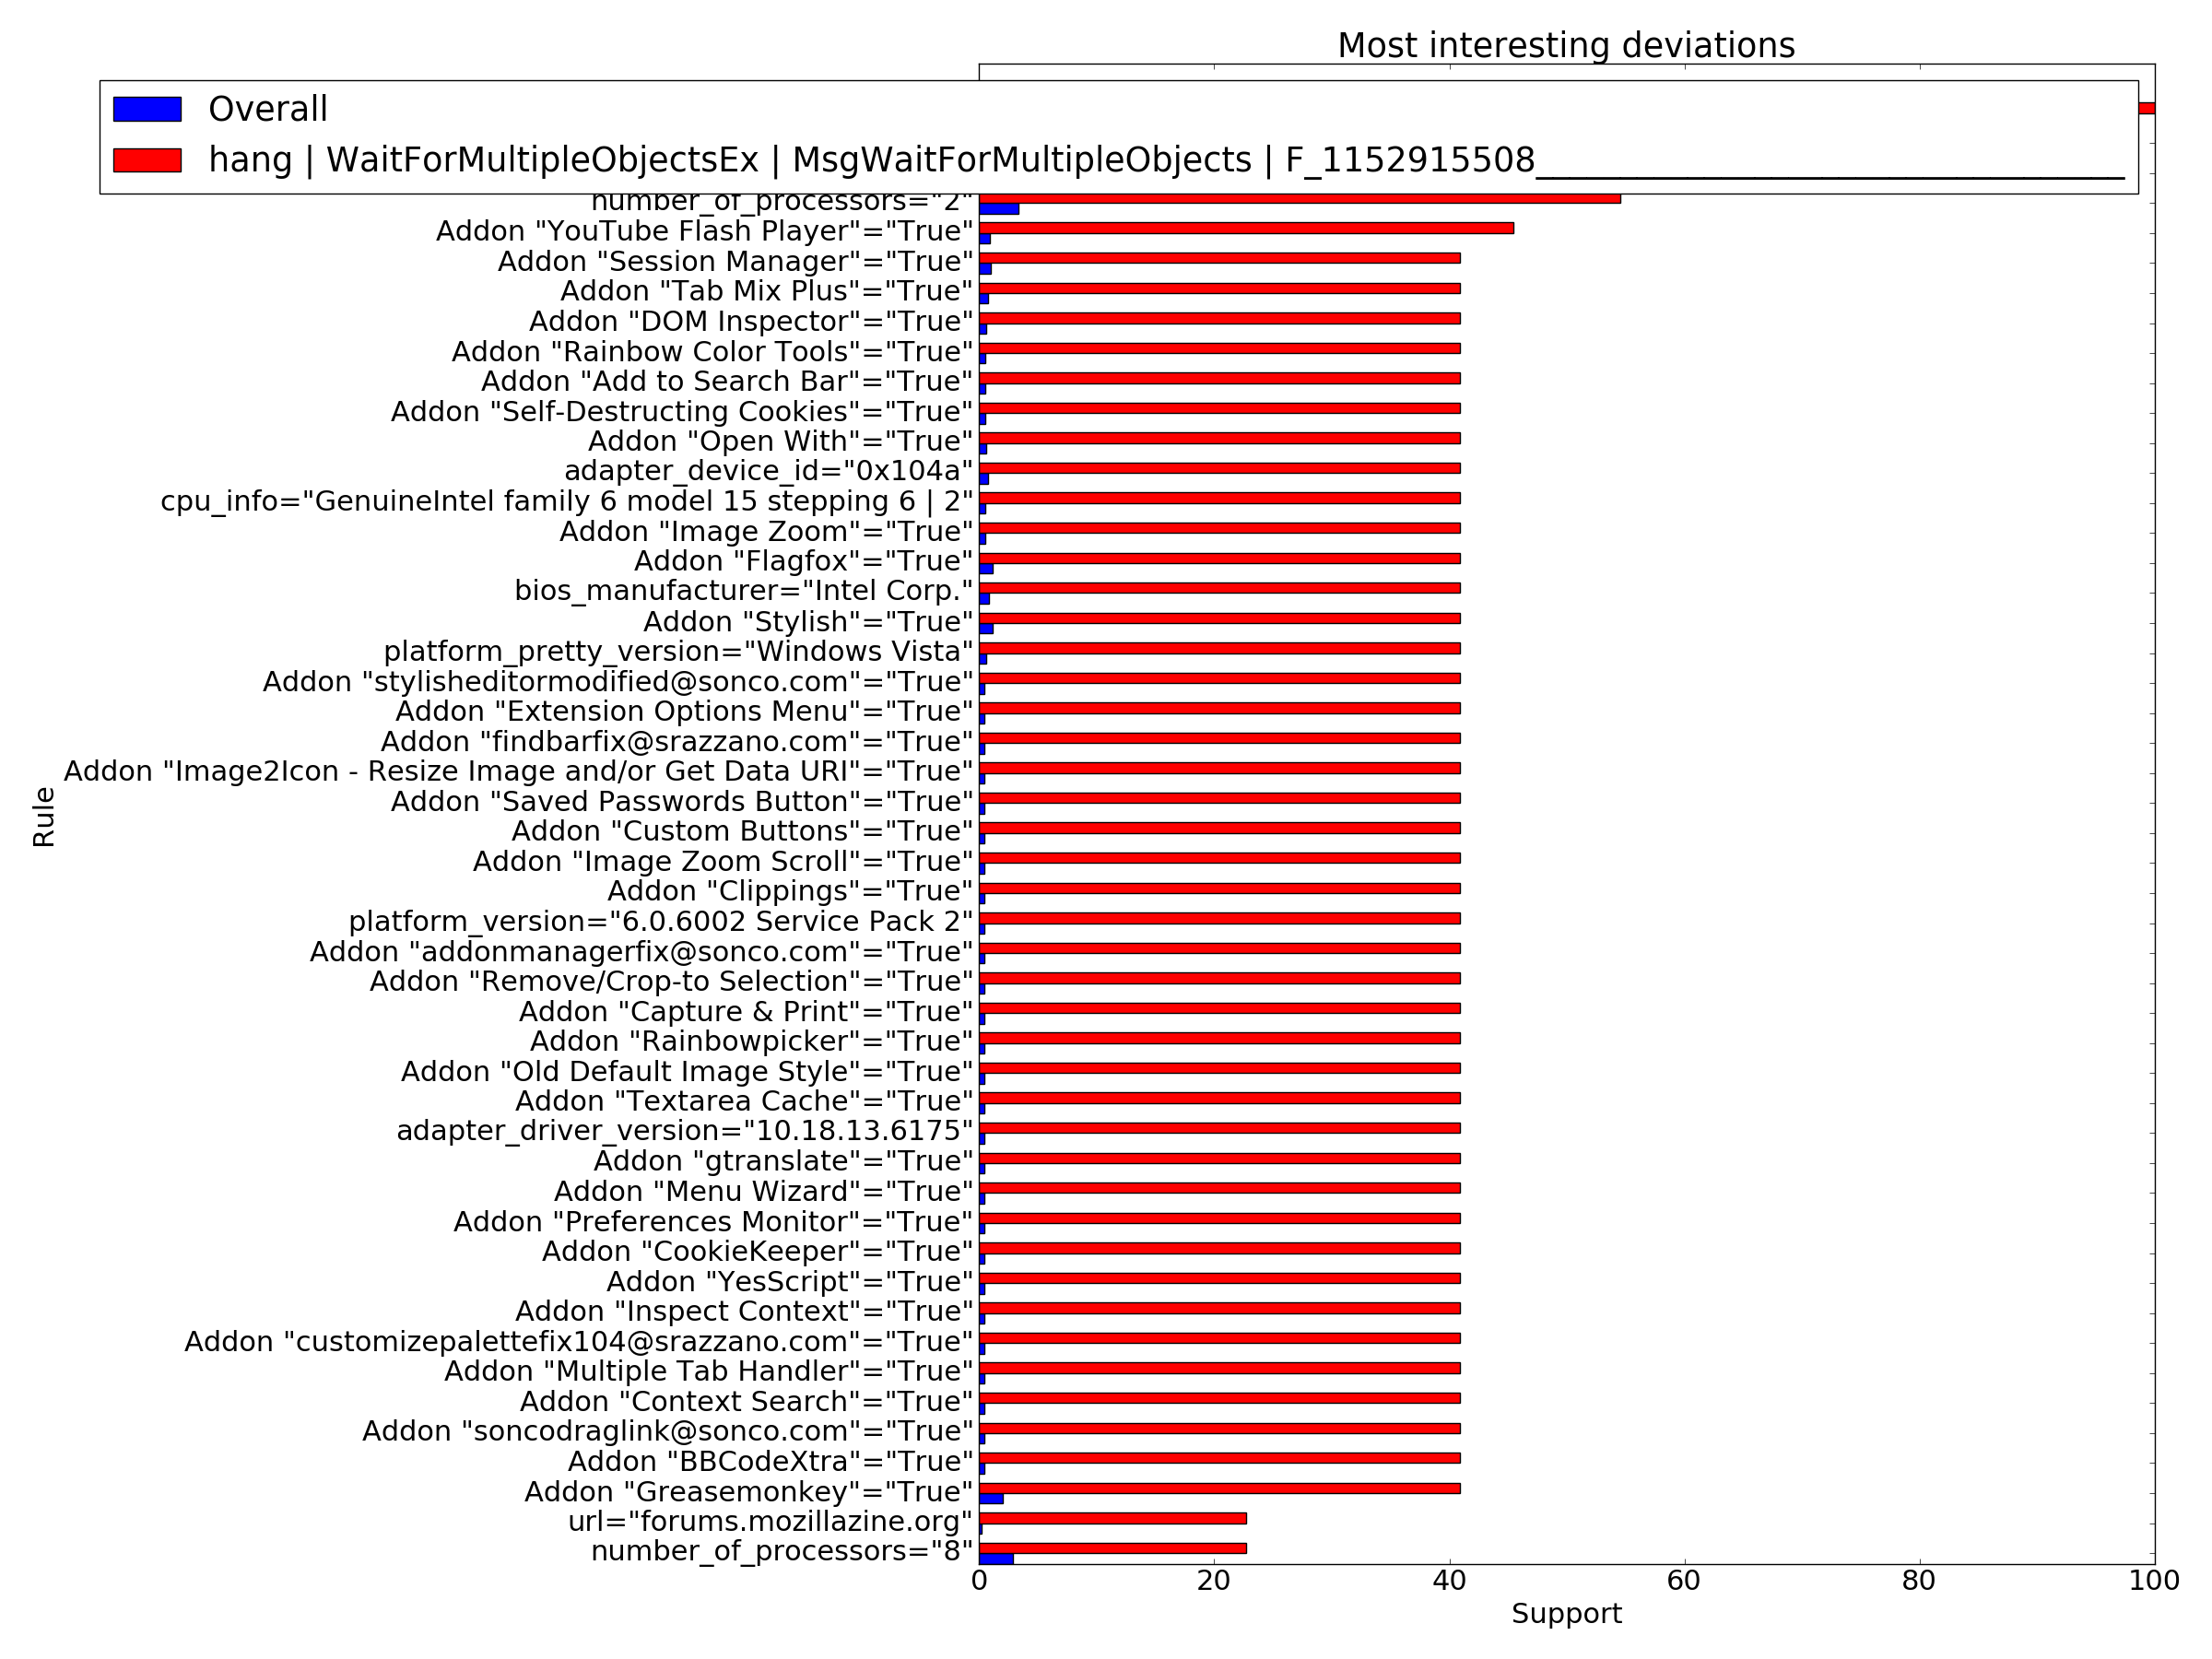 Most interesting deviations
Overall
hang | WaitForMultipleObjectsEx | MsgWaitForMultipleObjects | F_1152915508___________________________
number_of_processors="2"
Addon "YouTube Flash Player"="True"
Addon "Session Manager"="True"
Addon "Tab Mix Plus"="True"
Addon "DOM Inspector"="True"
Addon "Rainbow Color Tools"="True"
Addon "Add to Search Bar"="True"
Addon "Self-Destructing Cookies"="True"
Addon "Open With"="True"
adapter_device_id="0x104a"
cpu_info="GenuineIntel family 6 model 15 stepping 6 | 2"
Addon "Image Zoom"="True"
Addon "Flagfox"="True"
bios_manufacturer="Intel Corp."
Addon "Stylish"="True"
platform_pretty_version="Windows Vista"
Addon "stylisheditormodified@sonco.com"="True"
Addon "Extension Options Menu"="True"
Addon "findbarfix@srazzano.com"="True"
Addon "Image2Icon - Resize Image and/or Get Data URI"="True"
Addon "Saved Passwords Button"="True"
Addon "Custom Buttons"="True"
Addon "Image Zoom Scroll"="True"
Addon "Clippings"="True"
platform_version="6.0.6002 Service Pack 2"
Addon "addonmanagerfix@sonco.com"="True"
Addon "Remove/Crop-to Selection"="True"
Addon "Capture & Print"="True"
Addon "Rainbowpicker"="True"
Addon "Old Default Image Style"="True"
Addon "Textarea Cache"="True"
adapter_driver_version="10.18.13.6175"
Addon "gtranslate"="True"
Addon "Menu Wizard"="True"
Addon "Preferences Monitor"="True"
Addon "CookieKeeper"="True"
Addon "YesScript"="True"
Addon "Inspect Context"="True"
Addon "customizepalettefix104@srazzano.com"="True"
Addon "Multiple Tab Handler"="True"
Addon "Context Search"="True"
Addon "soncodraglink@sonco.com"="True"
Addon "BBCodeXtra"="True"
Addon "Greasemonkey"="True"
url="forums.mozillazine.org"
number_of_processors="8"
Rule
0 20 40 60 80 100
Support